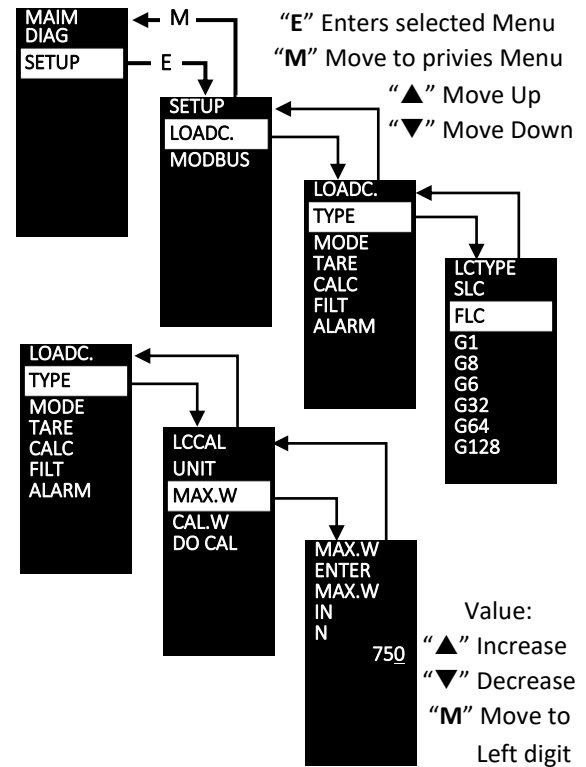 MAIM
DIAG
SETUP
M
E
“E” Enters selected Menu
“M” Move to privies Menu
“▲” Move Up
“▼” Move Down
SETUP
LOADC.
MODBUS
LOADC.
TYPE
MODE
TARE
CALC
FILT
ALARM
LCTYPE
SLC
FLC
G1
G8
G6
G32
G64
G128
LOADC.
TYPE
MODE
TARE
CALC
FILT
ALARM
LCCAL
UNIT
MAX.W
CAL.W
DO CAL
MAX.W
ENTER
MAX.W
IN
N
750
Value:
“▲” Increase
“▼” Decrease
“M” Move to
Left digit